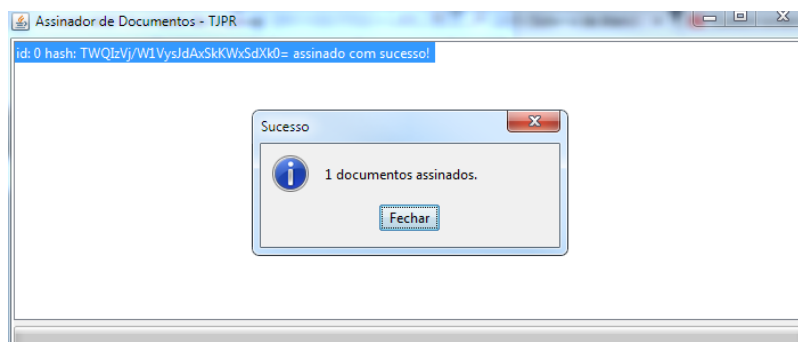 Assinador de Documentos - TJPR
id: 0 hash: TWQIzVj/W1VysJdAxSkKWxSdXk0= assinado com sucesso!
Sucesso
1 documentos assinados.
Fechar